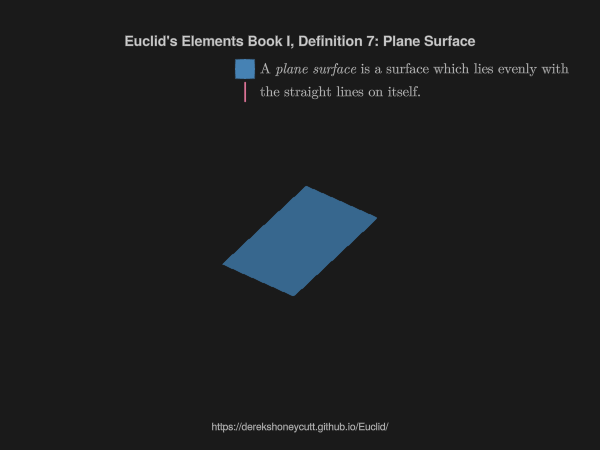 Euclid's Elements Book I, Definition 7: Plane Surface
A plane surface is a surface which lies evenly with
the straight lines on itself.
https://derekshoneycutt.github.io/Euclid/